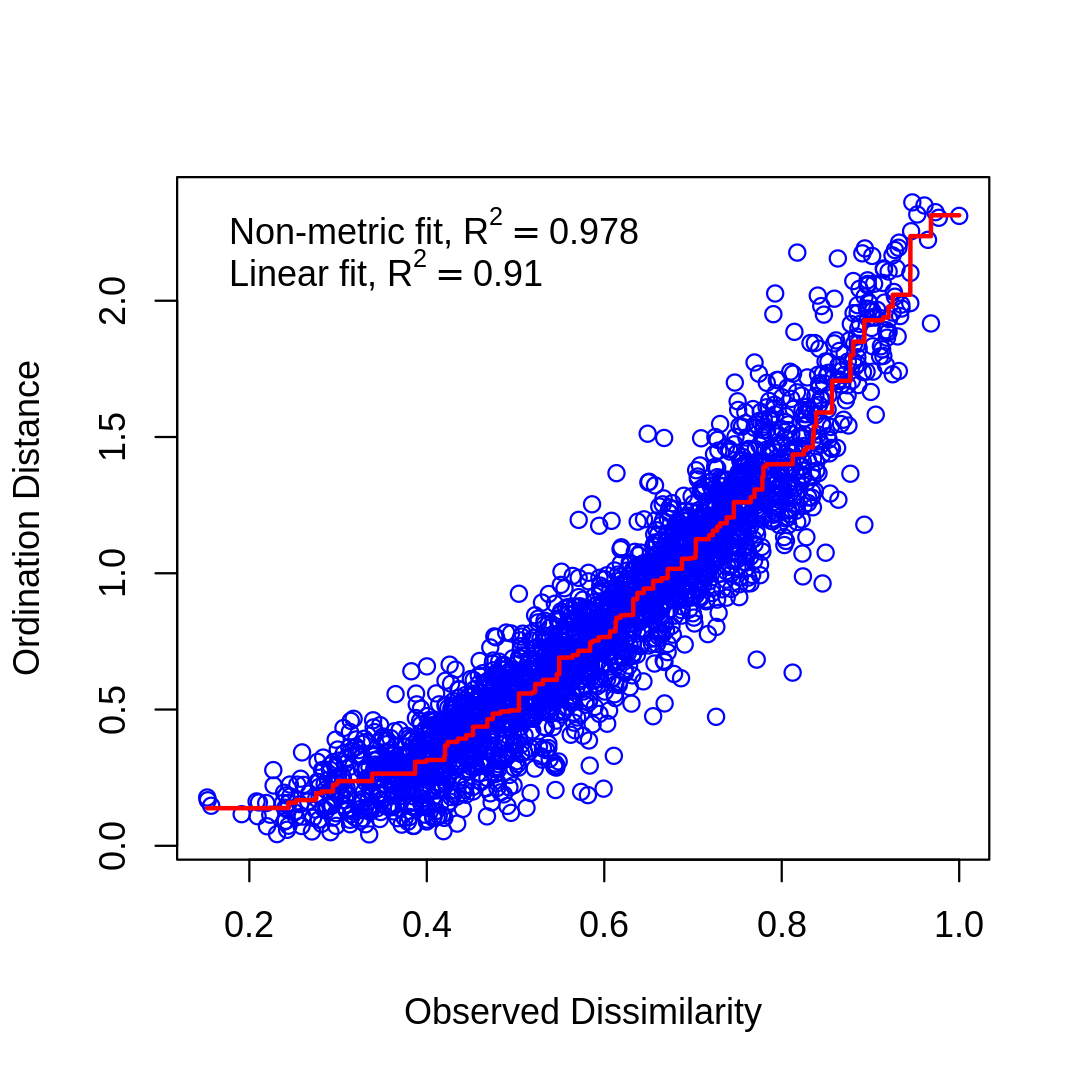 Non-metric fit, R² = 0.978
Linear fit, R² = 0.91
Ordination Distance
2.0
1.5
1.0
0.5
0.0
0.2 0.4 0.6 0.8 1.0
Observed Dissimilarity